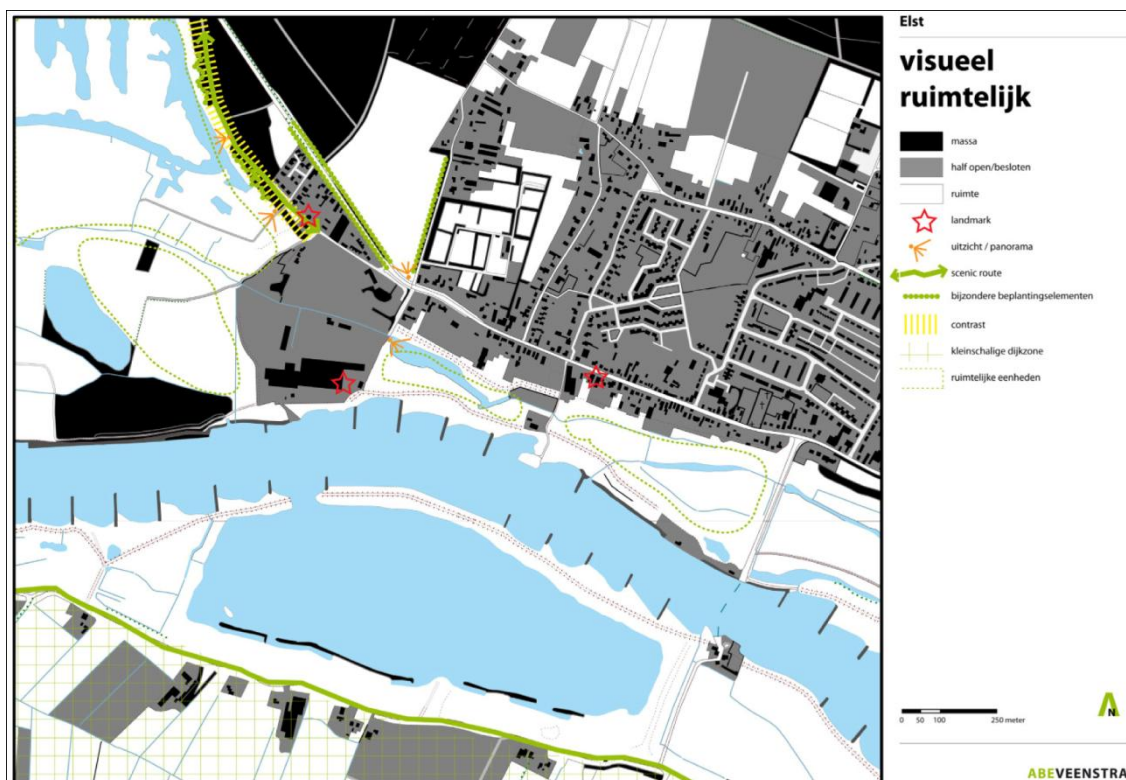 Elst
visueel
ruimtelijk
massa
half open/besloten
ruimte
landmark
uitzicht / panorama
scenic route
bijzondere beplantingselementen
contrast
kleinschalige dijkzone
ruimtelijke eenheden
N
0 50 100 250 meter
ABEVEENSTRA